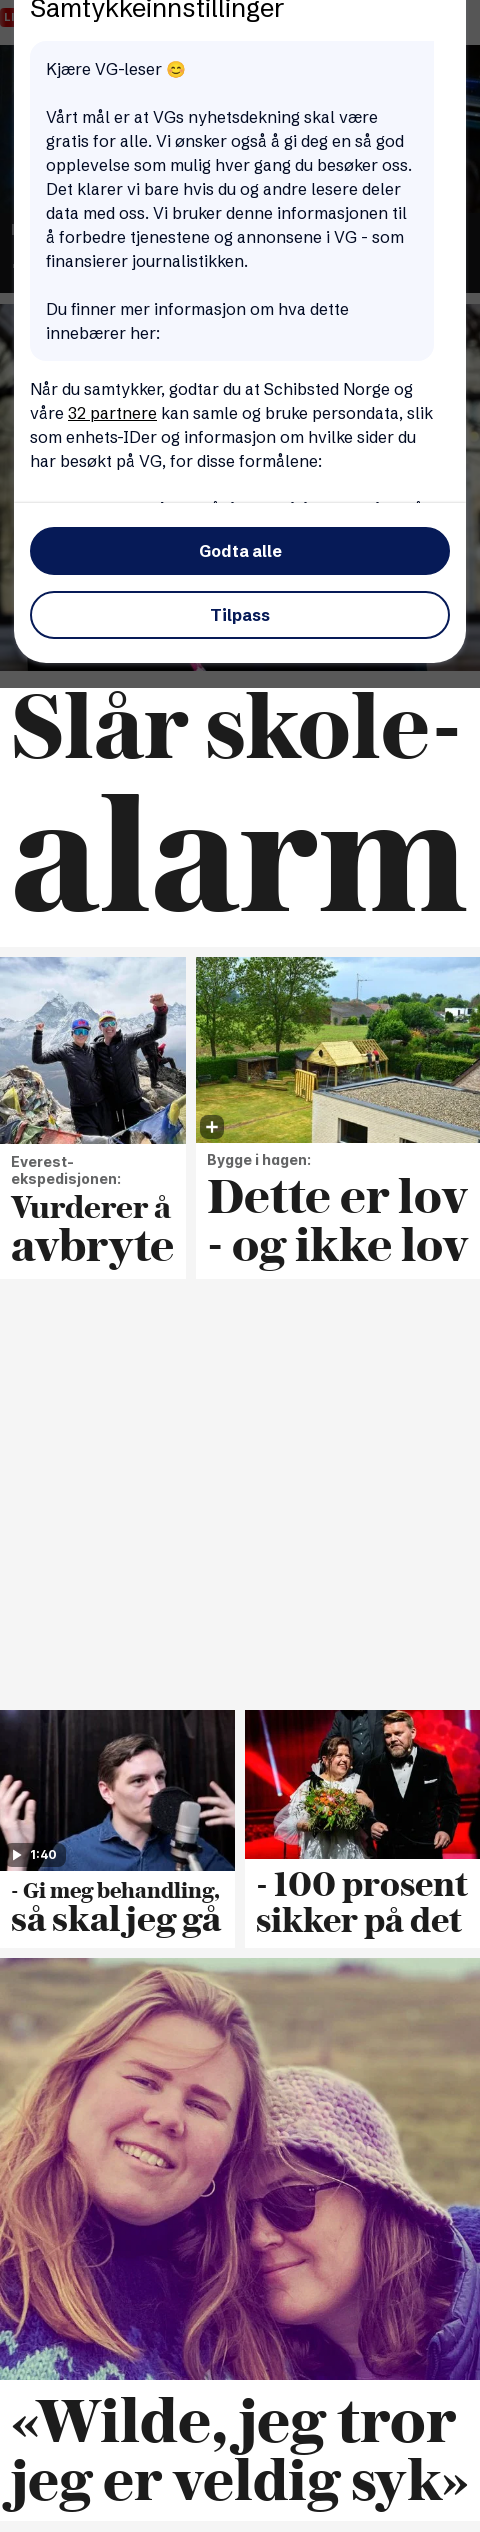 Samtykkeinnstillinger
Kjære VG-leser 😊
Vårt mål er at VGs nyhetsdekning skal være
gratis for alle. Vi ønsker også å gi deg en så god
opplevelse som mulig hver gang du besøker oss.
Det klarer vi bare hvis du og andre lesere deler
data med oss. Vi bruker denne informasjonen til
å forbedre tjenestene og annonsene i VG - som
finansierer journalistikken.
Du finner mer informasjon om hva dette
innebærer her:
Når du samtykker, godtar du at Schibsted Norge og
våre 32 partnere kan samle og bruke persondata, slik
som enhets-IDer og informasjon om hvilke sider du
har besøkt på VG, for disse formålene:
Godta alle
Tilpass
Slår skole-
alarm
Everest-
ekspedisjonen:
Vurderer å
avbryte
Bygge i hagen:
Dette er lov
- og ikke lov
1:40
- Gi meg behandling,
så skal jeg gå
- 100 prosent
sikker på det
«Wilde, jeg tror
jeg er veldig syk»